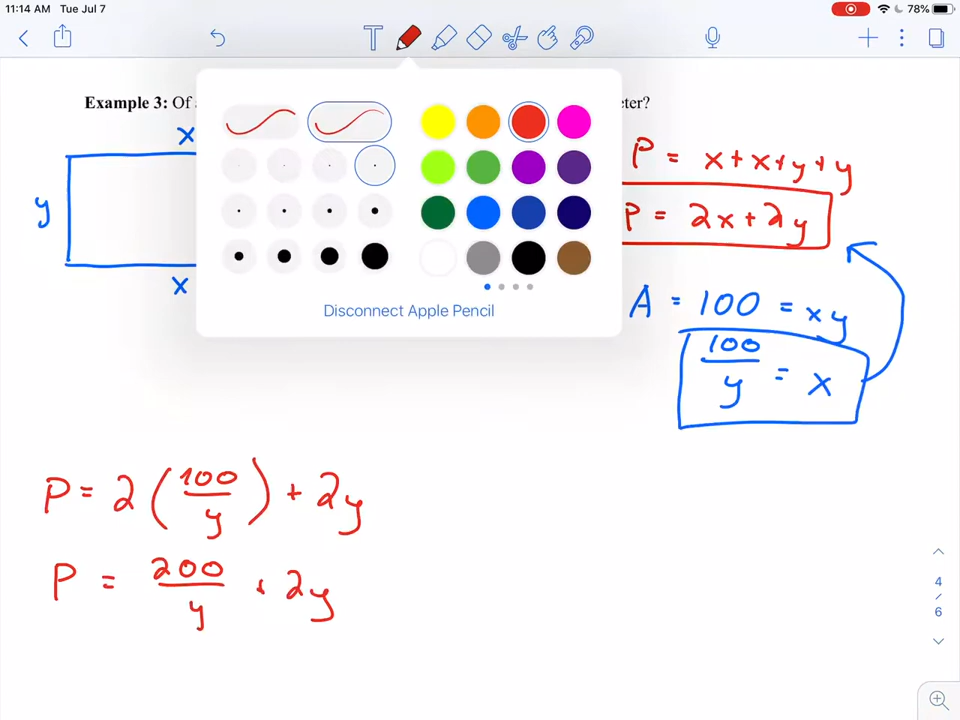 11:14 AM Tue Jul 7
78%
Example 3: Of
eter?
x
y
x
P = x+x+y+y
P = 2x+2y
A = 100 = xy
100/y = x
Disconnect Apple Pencil
P = 2(100/y) + 2y
P = 200/y + 2y
4
/
6